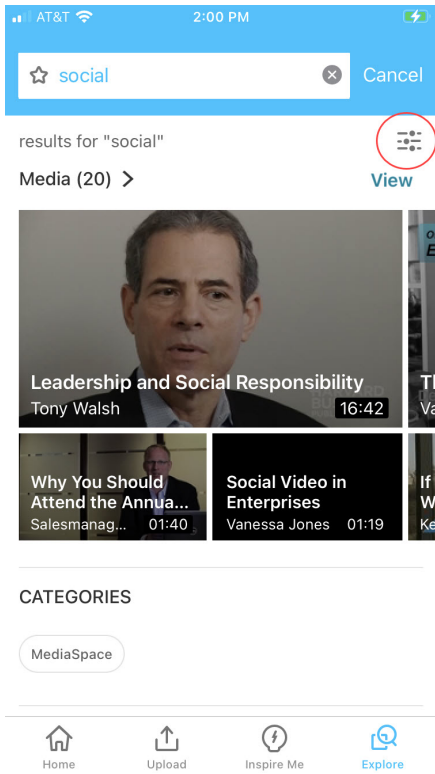 AT&T 2:00 PM
social Cancel
results for "social"
Media (20) View
Leadership and Social Responsibility
Tony Walsh 16:42
Why You Should
Attend the Annua...
Salesmanag... 01:40
Social Video in
Enterprises
Vanessa Jones 01:19
If
CATEGORIES
MediaSpace
Home Upload Inspire Me Explore